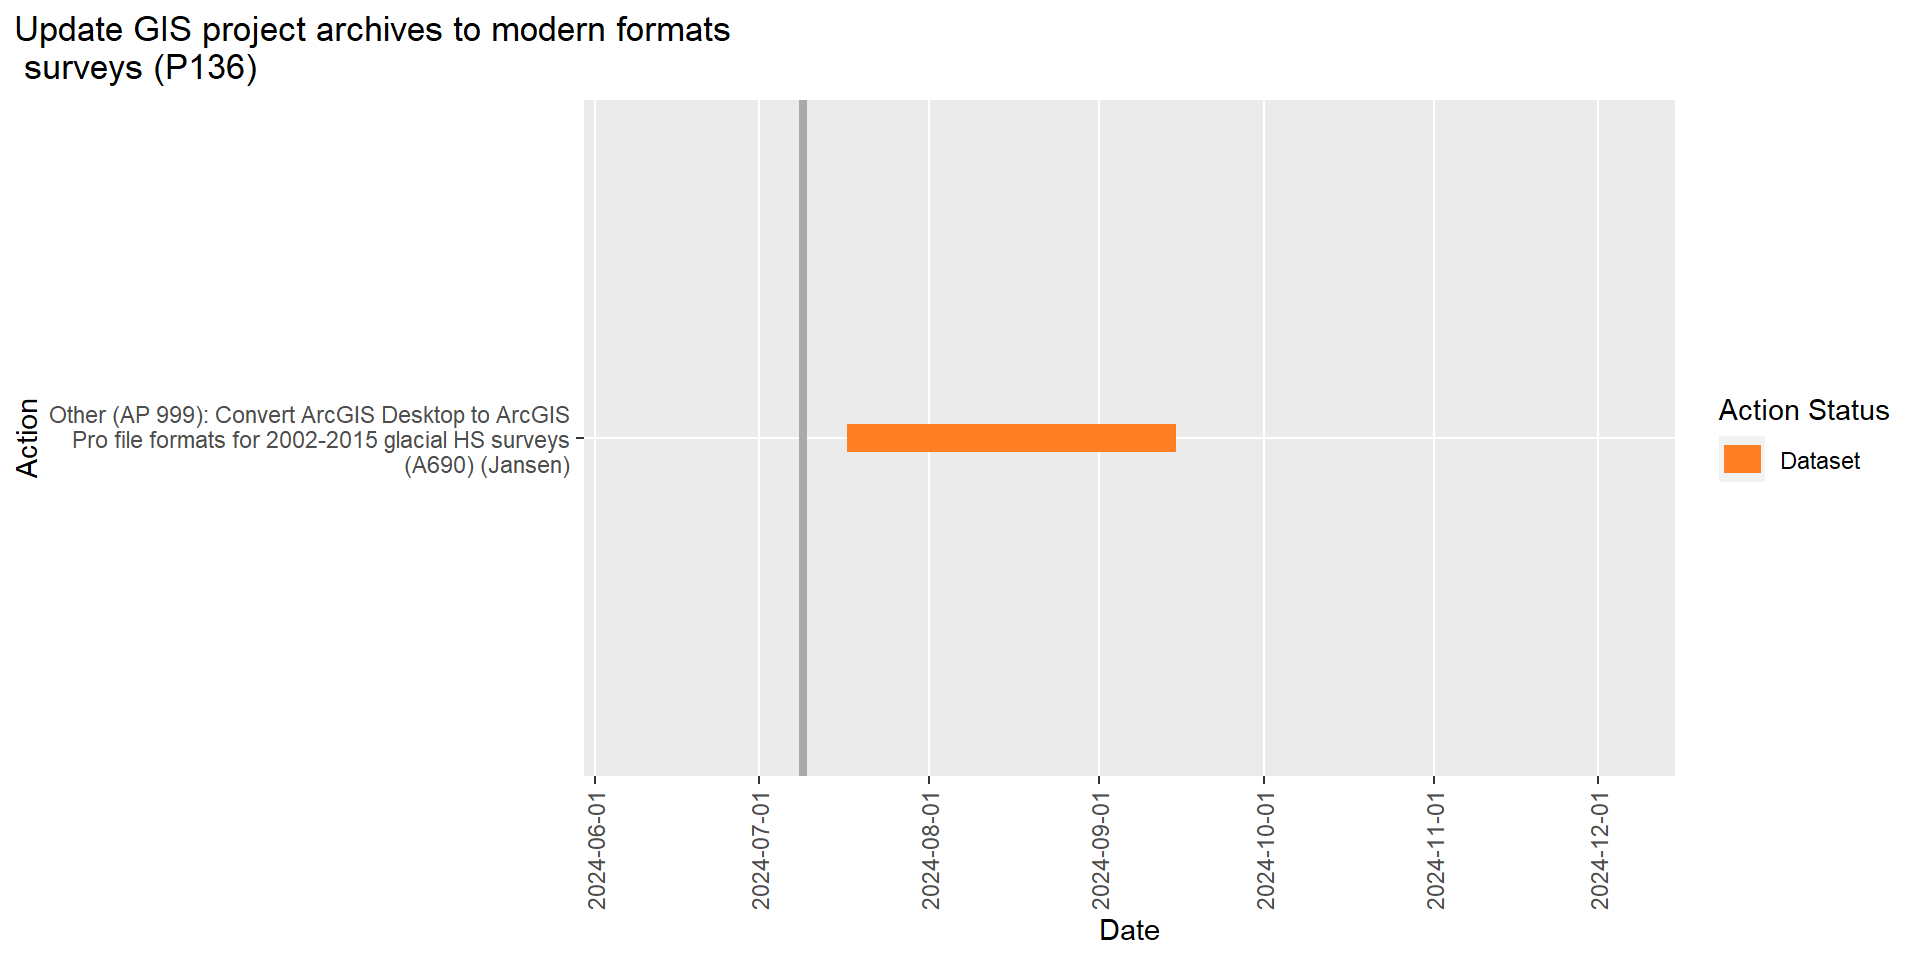 Update GIS project archives to modern formats
surveys (P136)
Action
Other (AP 999): Convert ArcGIS Desktop to ArcGIS
Pro file formats for 2002-2015 glacial HS surveys
(A690) (Jansen)
Action Status
Dataset
2024-06-01
2024-07-01
2024-08-01
2024-09-01
2024-10-01
2024-11-01
2024-12-01
Date